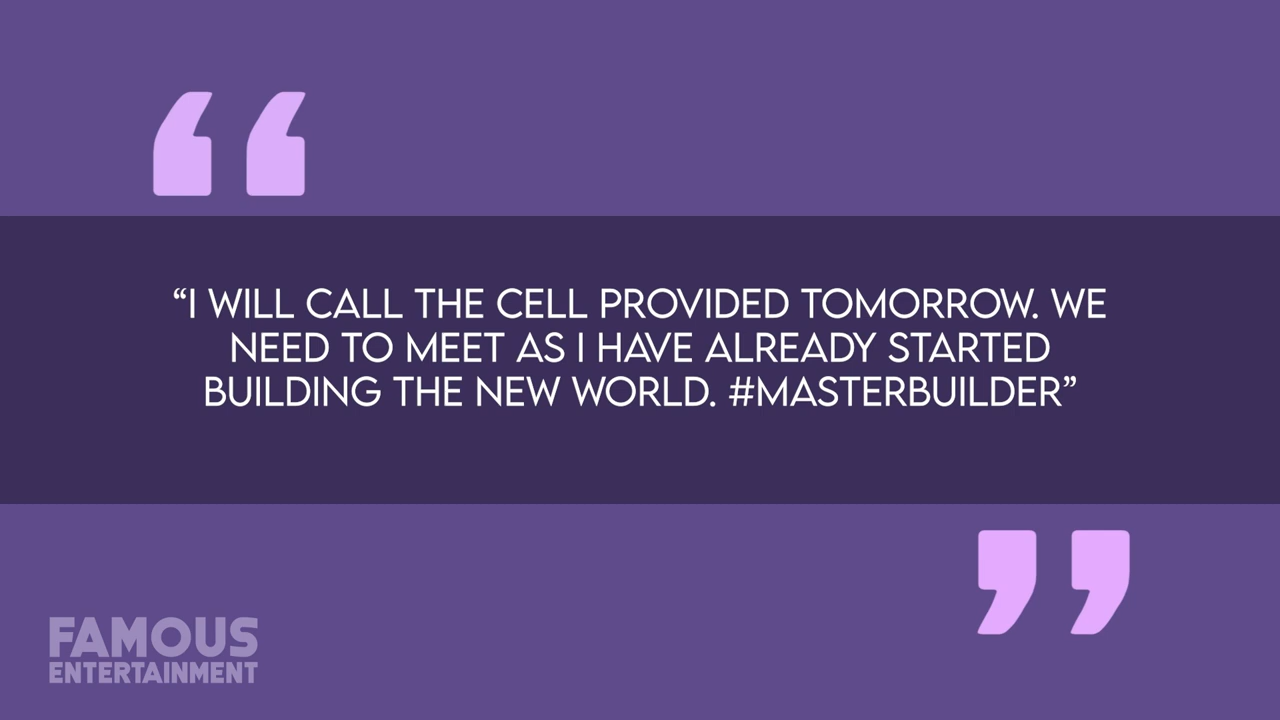 “I WILL CALL THE CELL PROVIDED TOMORROW. WE
NEED TO MEET AS I HAVE ALREADY STARTED
BUILDING THE NEW WORLD. #MASTERBUILDER”
FAMOUS
ENTERTAINMENT